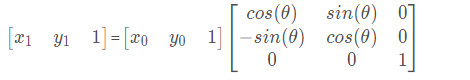 [x₁ y₁ 1] = [x₀ y₀ 1] [cos(θ) sin(θ) 0
-sin(θ) cos(θ) 0
0 0 1]